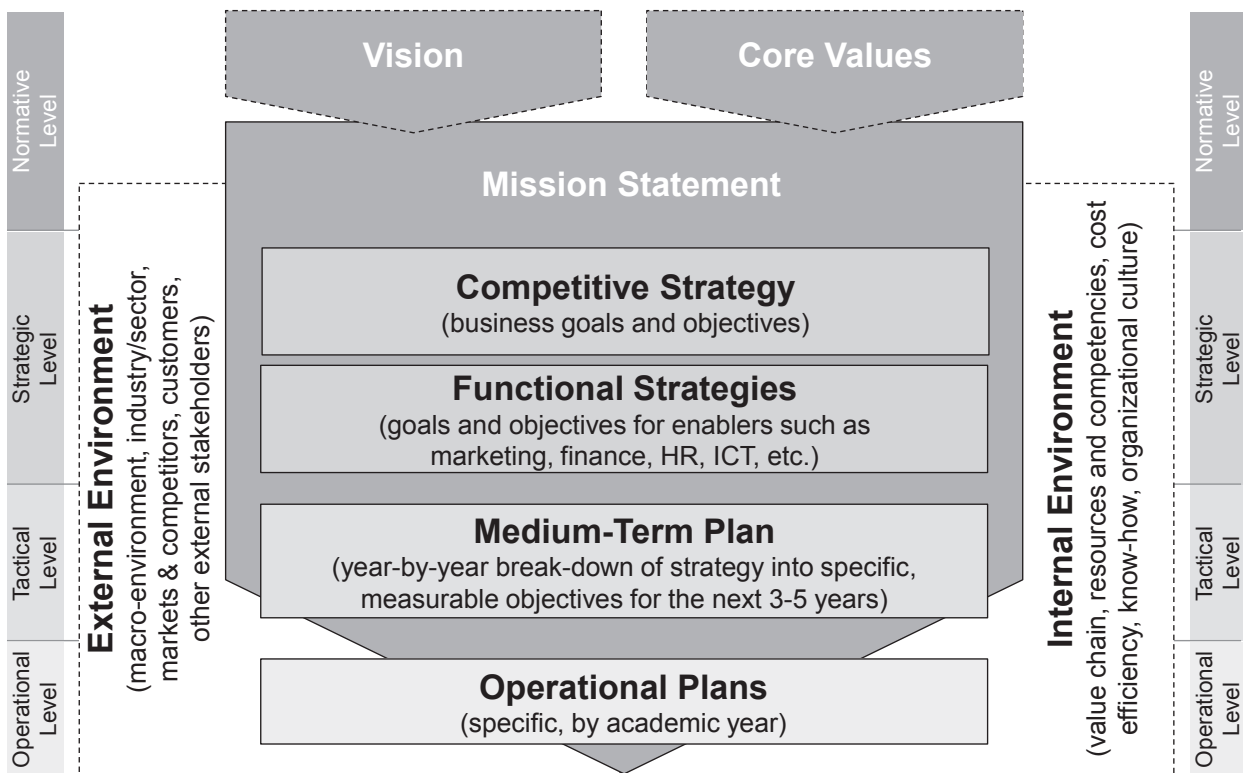 Vision
Core Values
Normative
Level
Strategic
Level
Tactical
Level
Operational
Level
External Environment
(macro-environment, industry/sector,
markets & competitors, customers,
other external stakeholders)
Mission Statement
Competitive Strategy
(business goals and objectives)
Functional Strategies
(goals and objectives for enablers such as
marketing, finance, HR, ICT, etc.)
Medium-Term Plan
(year-by-year break-down of strategy into specific,
measurable objectives for the next 3-5 years)
Operational Plans
(specific, by academic year)
Internal Environment
(value chain, resources and competencies, cost
efficiency, know-how, organizational culture)
Normative
Level
Strategic
Level
Tactical
Level
Operational
Level